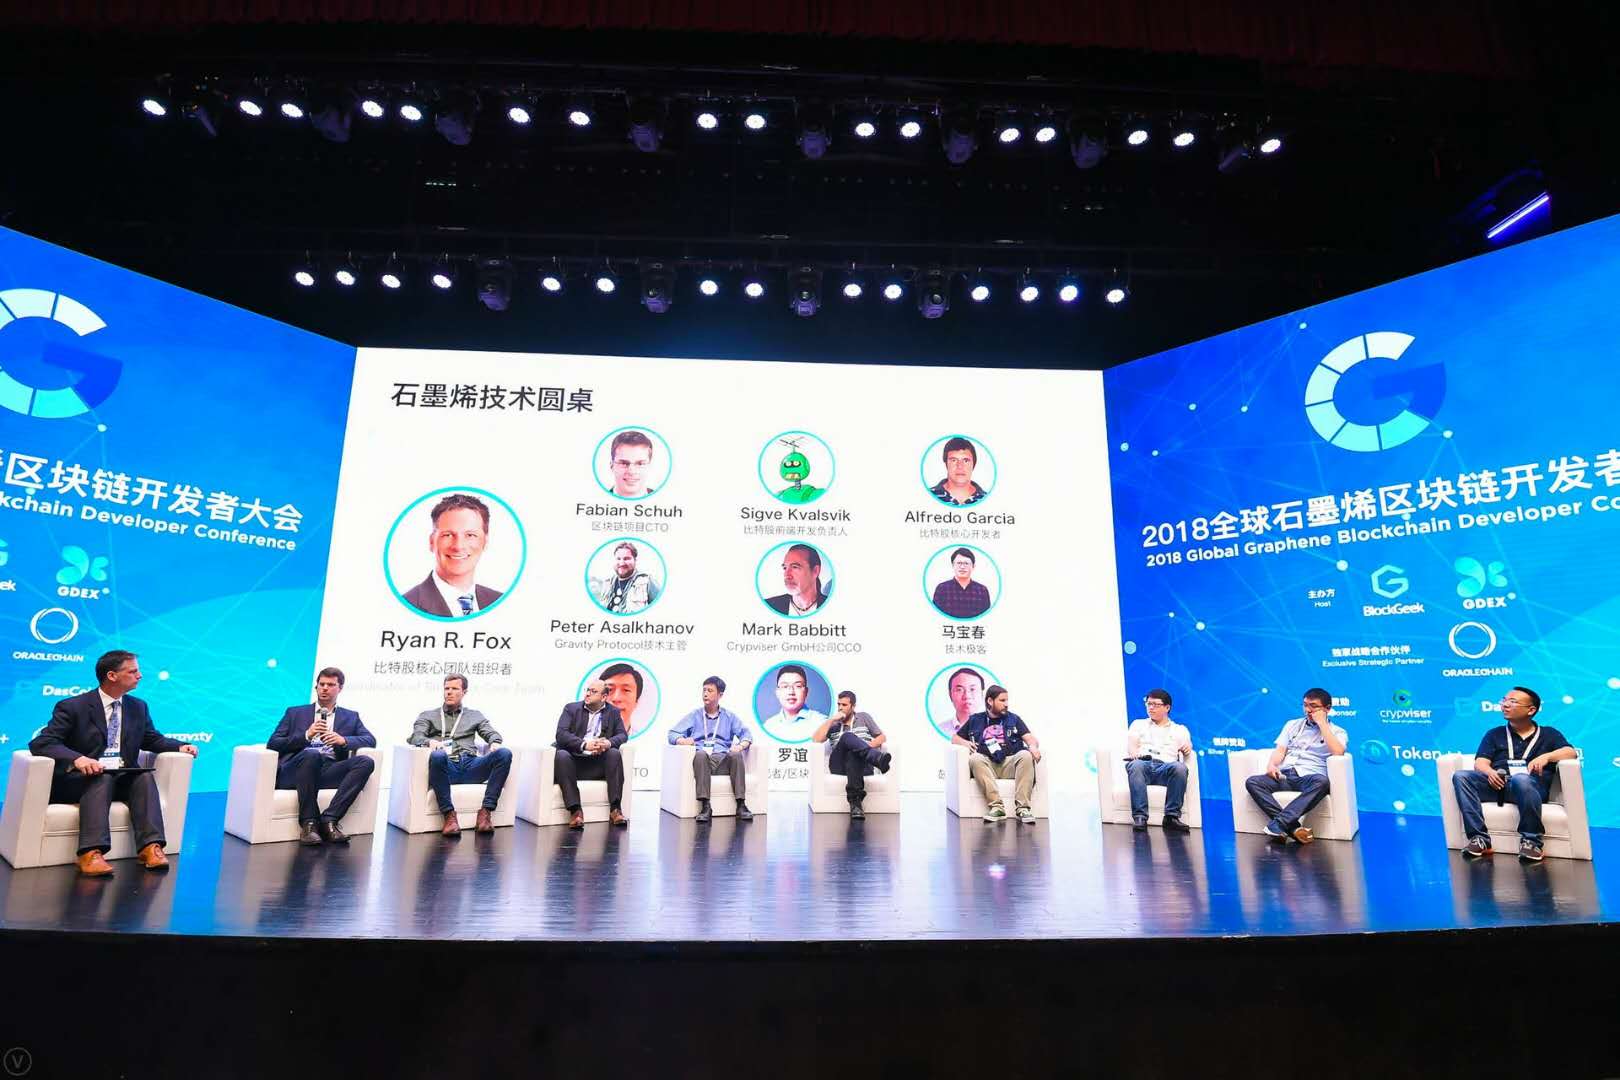 石墨烯技术圆桌
Ryan R. Fox
比特股核心团队组织者
Fabian Schuh
区块链项目CTO
Sigve Kvalsvik
比特股前端开发负责人
Alfredo Garcia
比特股核心开发者
Peter Asalkhanov
Gravity Protocol技术主管
Mark Babbitt
Crypviser GmbH公司CCO
马宝春
技术极客
罗谊
区块链开发者大会
Developer Conference
GDEX
ORACLECHAIN
2018全球石墨烯区块链开发者
2018 Global Graphene Blockchain Developer
主办方
Host
BlockGeek
GDEX
独家战略合作伙伴
Exclusive Strategic Partner
ORACLECHAIN
crypviser
Token
V